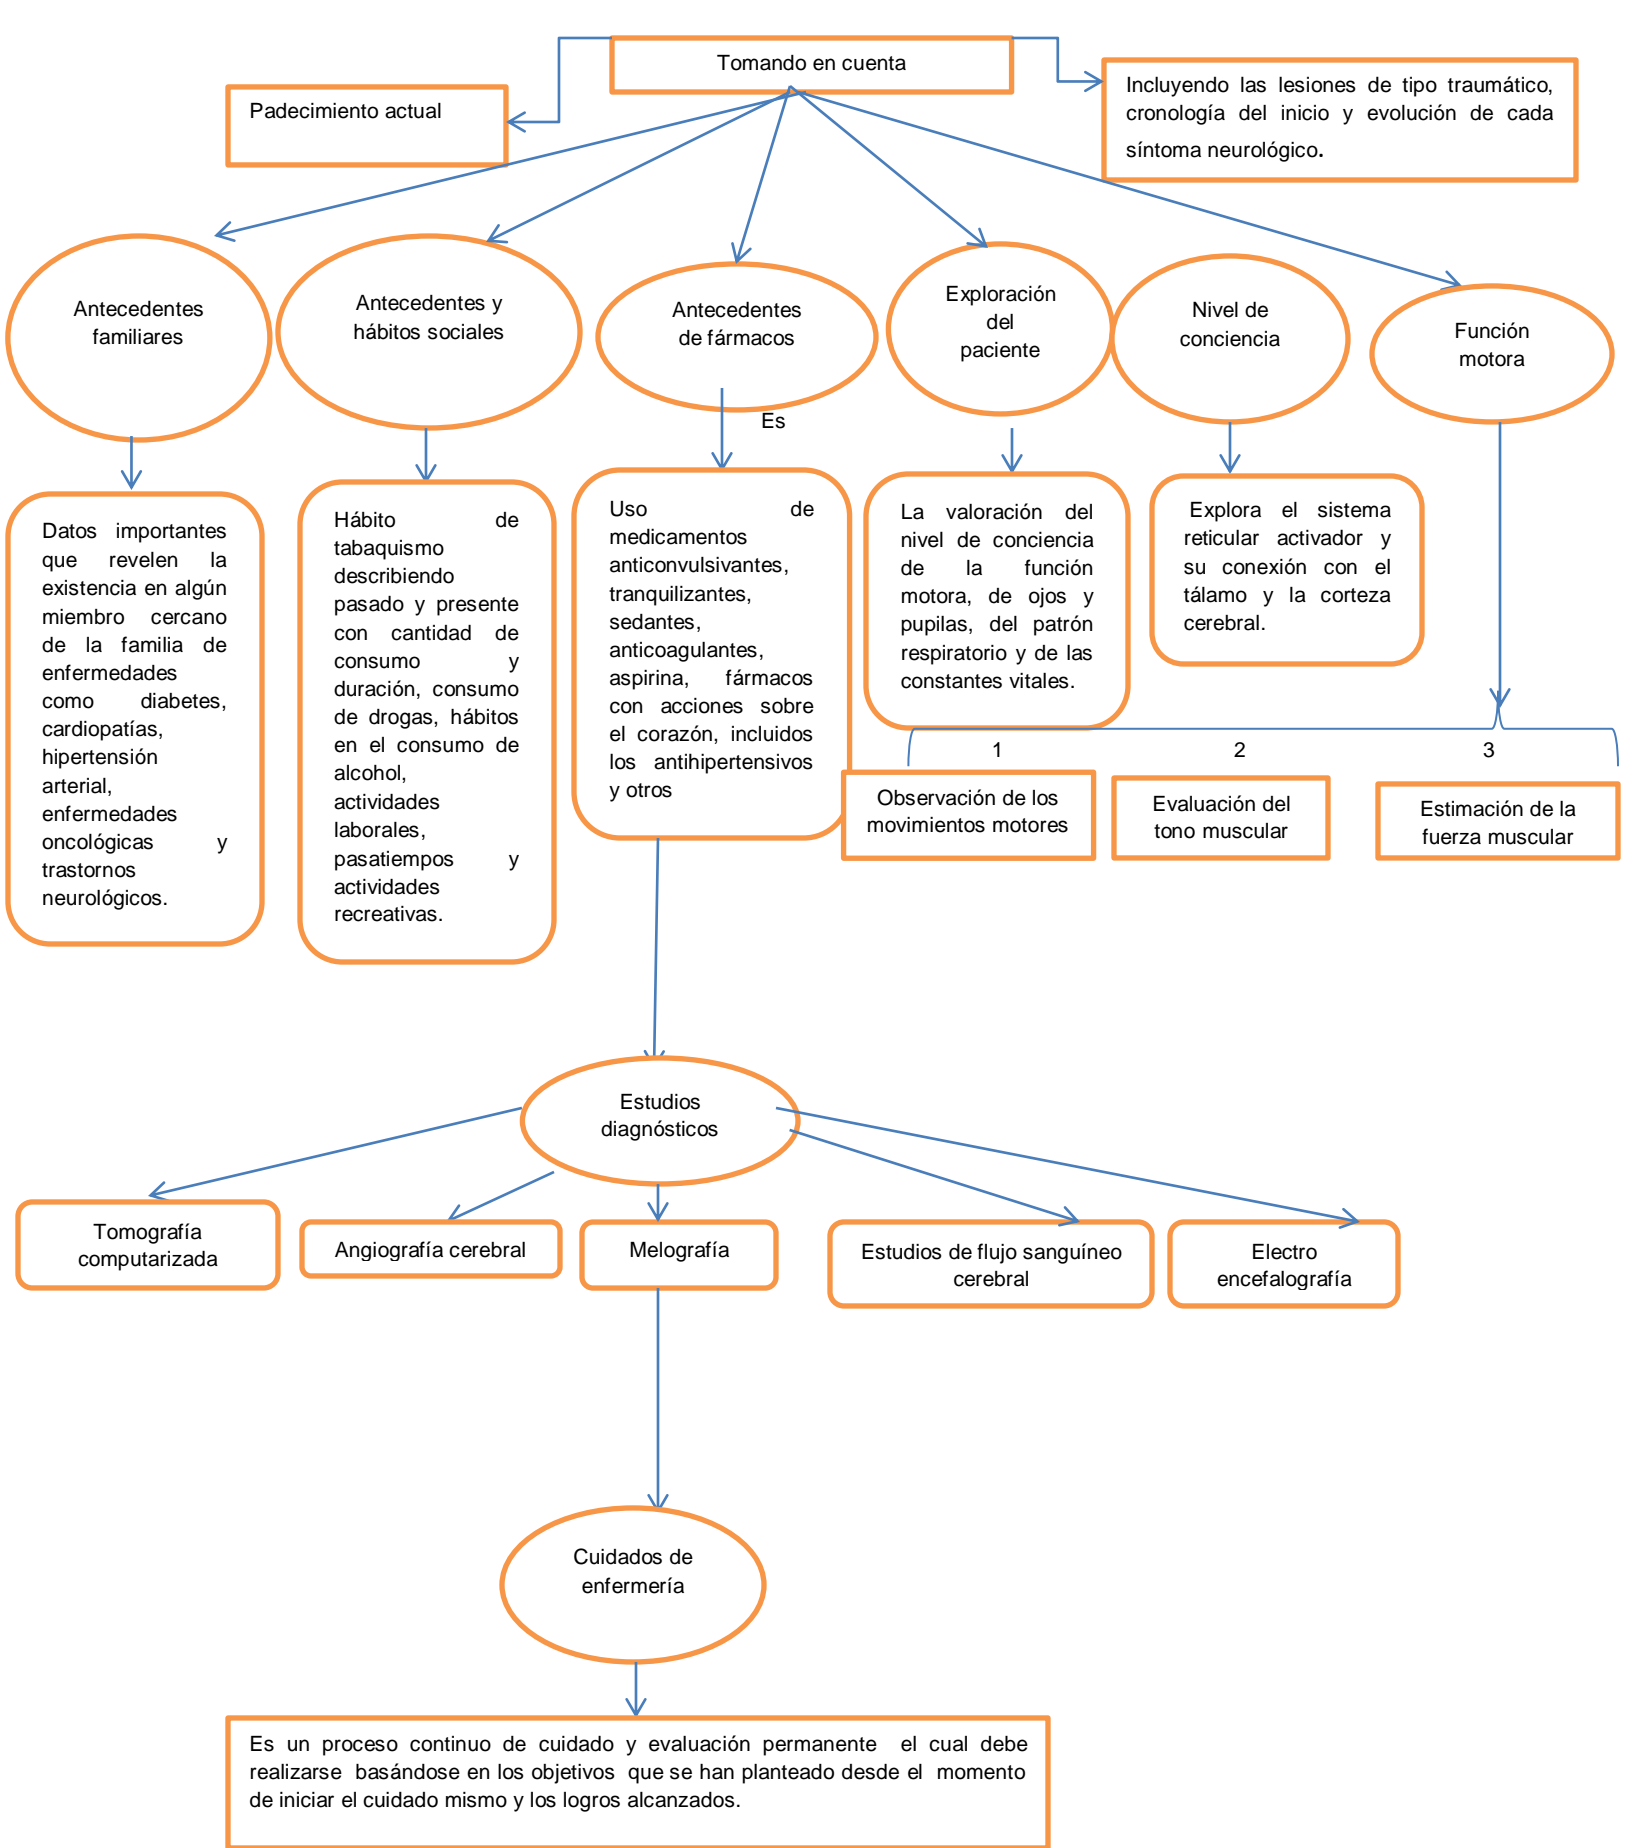 Tomando en cuenta
Padecimiento actual
Incluyendo las lesiones de tipo traumático,
cronología del inicio y evolución de cada
síntoma neurológico.
Antecedentes
familiares
Antecedentes y
hábitos sociales
Antecedentes
de fármacos
Exploración
del
paciente
Nivel de
conciencia
Función
motora
Es
Datos importantes
que revelen la
existencia en algún
miembro cercano
de la familia de
enfermedades
como diabetes,
cardiopatías,
hipertensión
arterial,
enfermedades
oncológicas y
trastornos
neurológicos.
Hábito de
tabaquismo
describiendo
pasado y presente
con cantidad de
consumo y
duración, consumo
de drogas, hábitos
en el consumo de
alcohol,
actividades
laborales,
pasatiempos y
actividades
recreativas.
Uso de
medicamentos
anticonvulsivantes,
tranquilizantes,
sedantes,
anticoagulantes,
aspirina, fármacos
con acciones sobre
el corazón, incluidos
los antihipertensivos
y otros
La valoración del
nivel de conciencia
de la función
motora, de ojos y
pupilas, del patrón
respiratorio y de las
constantes vitales.
Explora el sistema
reticular activador y
su conexión con el
tálamo y la corteza
cerebral.
1
2
3
Observación de los
movimientos motores
Evaluación del
tono muscular
Estimación de la
fuerza muscular
Estudios
diagnósticos
Tomografía
computarizada
Angiografía cerebral
Melografía
Estudios de flujo sanguíneo
cerebral
Electro
encefalografía
Cuidados de
enfermería
Es un proceso continuo de cuidado y evaluación permanente el cual debe
realizarse basándose en los objetivos que se han planteado desde el momento
de iniciar el cuidado mismo y los logros alcanzados.